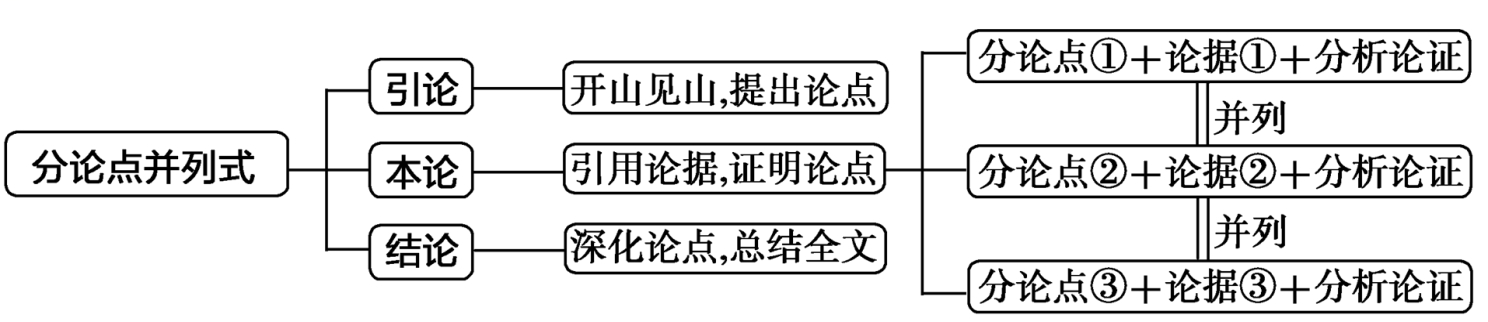 分论点并列式
引论
开山见山,提出论点
本论
引用论据,证明论点
结论
深化论点,总结全文
分论点①+论据①+分析论证
并列
分论点②+论据②+分析论证
并列
分论点③+论据③+分析论证